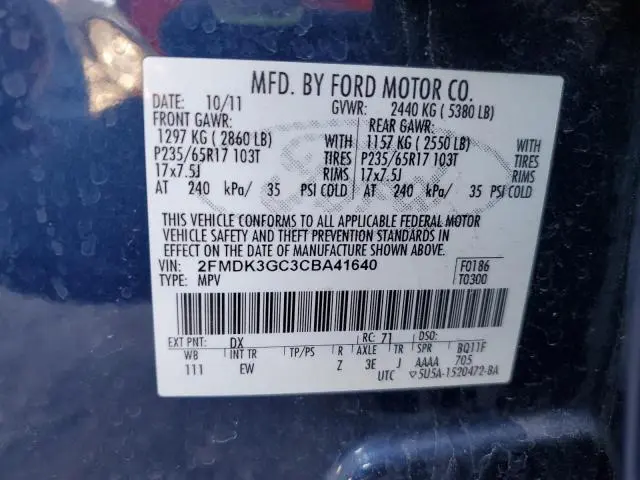 MFD. BY FORD MOTOR CO.
DATE: 10/11 GVWR: 2440 KG ( 5380 LB)
FRONT GAWR: REAR GAWR:
1297 KG ( 2860 LB) WITH 1157 KG ( 2550 LB) WITH
P235/65R17 103T TIRES P235/65R17 103T TIRES
17x7.5J RIMS 17x7.5J RIMS
AT 240 kPa/ 35 PSI COLD AT 240 kPa/ 35 PSI COLD
THIS VEHICLE CONFORMS TO ALL APPLICABLE FEDERAL MOTOR
VEHICLE SAFETY AND THEFT PREVENTION STANDARDS IN
EFFECT ON THE DATE OF MANUFACTURE SHOWN ABOVE.
VIN: 2FMDK3GC3CBA41640 F0186
TYPE: MPV T0300
EXT PNT: DX RC: 71 DSO:
WB INT TR TP/PS R AXLE TR SPR BQ11F
111 EW Z 3E J AAAA 705
UTC 5U5A-1520472-BA